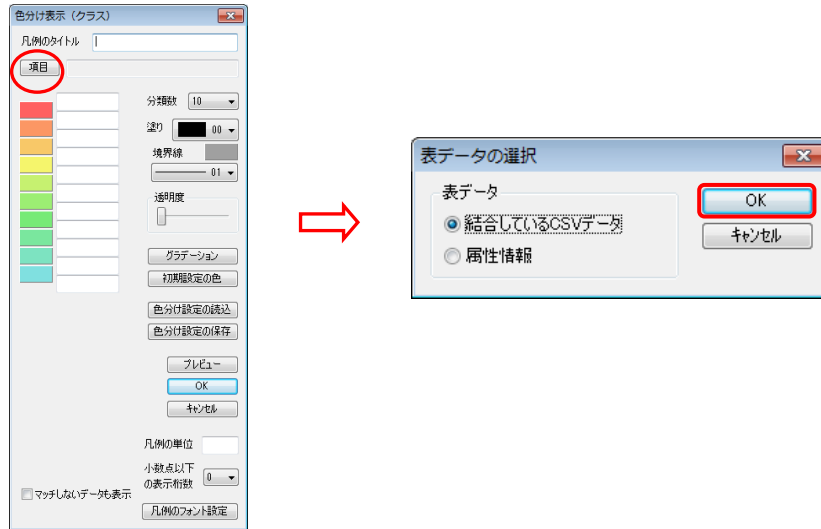 色分け表示（クラス）
凡例のタイトル
項目
分類数 10
塗り 00
境界線
01
透明度
グラデーション
初期設定の色
色分け設定の読込
色分け設定の保存
プレビュー
OK
キャンセル
凡例の単位
小数点以下
の表示桁数 0
マッチしないデータも表示
凡例のフォント設定
表データの選択
表データ
結合しているCSVデータ
属性情報
OK
キャンセル